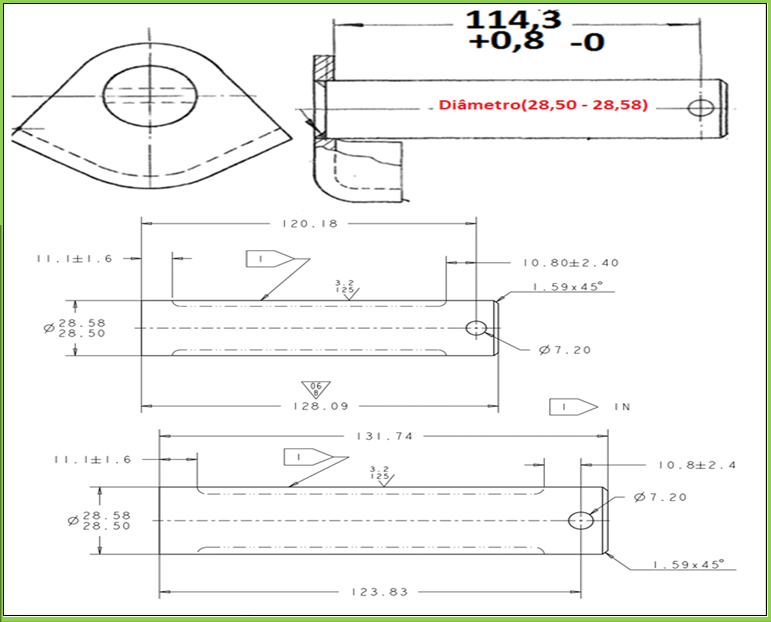 114,3
+0,8 -0
Diâmetro(28,50 - 28,58)
120.18
11.1±1.6
1
10.80±2.40
3.2
125
1.59x45°
Ø28.58
28.50
Ø7.20
06
B
128.09
1 IN
131.74
11.1±1.6
1
3.2
125
10.8±2.4
Ø7.20
Ø28.58
28.50
1.59x45°
123.83